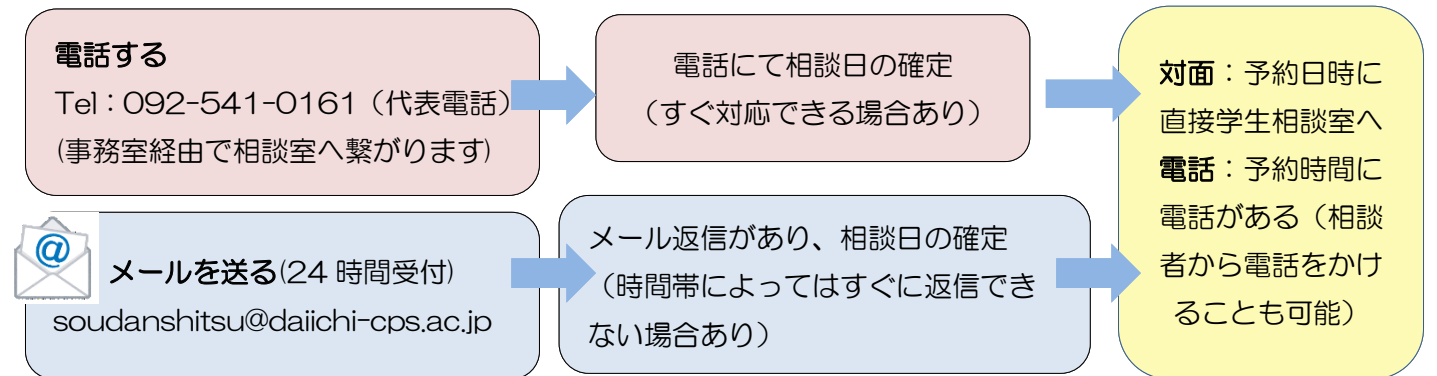 電話する
Tel：092-541-0161（代表電話）
(事務室経由で相談室へ繋がります)
電話にて相談日の確定
（すぐ対応できる場合あり）
@
メールを送る(24時間受付)
soudanshitsu@daiichi-cps.ac.jp
メール返信があり、相談日の確定
（時間帯によってはすぐに返信でき
ない場合あり）
対面：予約日時に
直接学生相談室へ
電話：予約時間に
電話がある（相談
者から電話をかけ
ることも可能）